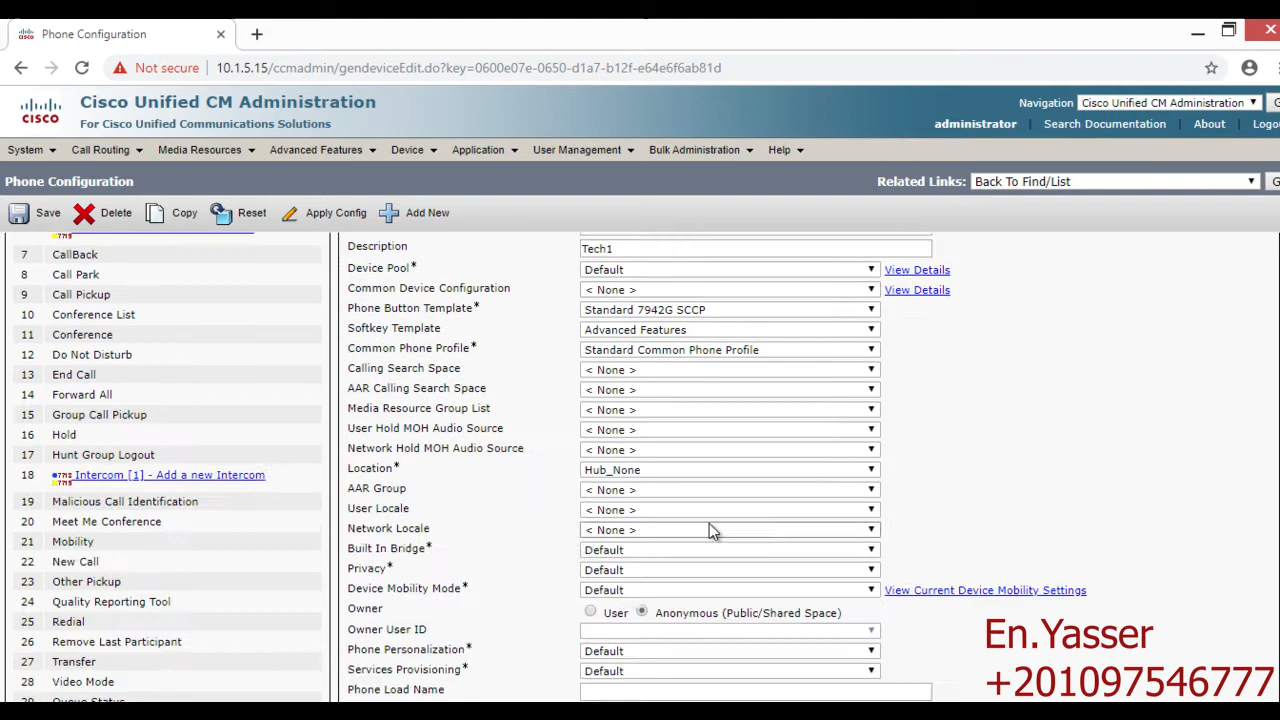 Phone Configuration
Not secure 10.1.5.15/ccmadmin/gendeviceEdit.do?key=0600e07e-0650-d1a7-b12f-e64e6f6ab81d
cisco
Cisco Unified CM Administration
For Cisco Unified Communications Solutions
Navigation Cisco Unified CM Administration
administrator | Search Documentation | About | Logo
System Call Routing Media Resources Advanced Features Device Application User Management Bulk Administration Help
Phone Configuration
Related Links: Back To Find/List
Save Delete Copy Reset Apply Config Add New
7 CallBack
8 Call Park
9 Call Pickup
10 Conference List
11 Conference
12 Do Not Disturb
13 End Call
14 Forward All
15 Group Call Pickup
16 Hold
17 Hunt Group Logout
18 Intercom [1] - Add a new Intercom
19 Malicious Call Identification
20 Meet Me Conference
21 Mobility
22 New Call
23 Other Pickup
24 Quality Reporting Tool
25 Redial
26 Remove Last Participant
27 Transfer
28 Video Mode
Description Tech1
Device Pool* Default View Details
Common Device Configuration < None > View Details
Phone Button Template* Standard 7942G SCCP
Softkey Template Advanced Features
Common Phone Profile* Standard Common Phone Profile
Calling Search Space < None >
AAR Calling Search Space < None >
Media Resource Group List < None >
User Hold MOH Audio Source < None >
Network Hold MOH Audio Source < None >
Location* Hub_None
AAR Group < None >
User Locale < None >
Network Locale < None >
Built In Bridge* Default
Privacy* Default
Device Mobility Mode* Default View Current Device Mobility Settings
Owner User Anonymous (Public/Shared Space)
Owner User ID
Phone Personalization* Default
Services Provisioning* Default
Phone Load Name
En.Yasser
+201097546777